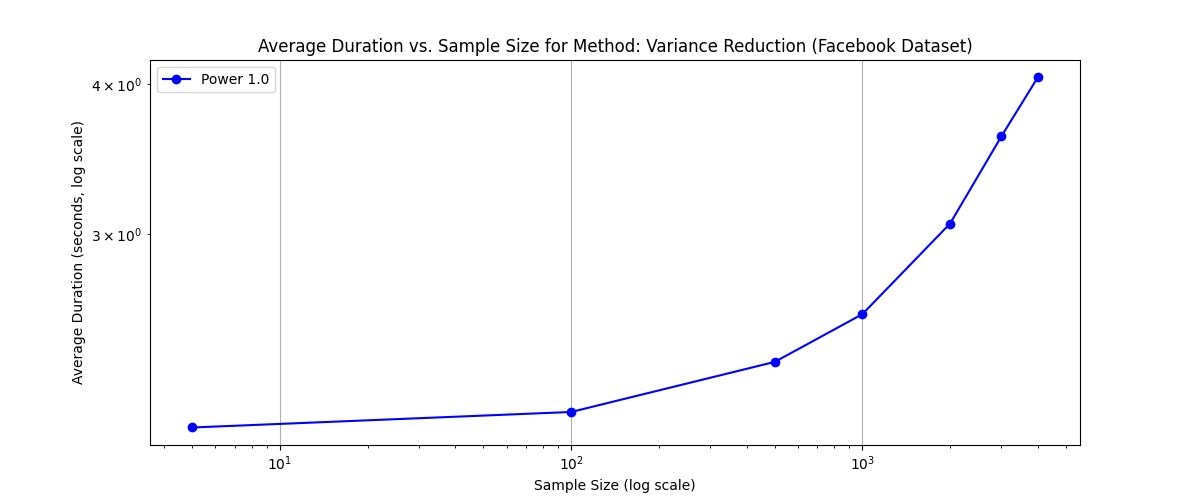 Average Duration vs. Sample Size for Method: Variance Reduction (Facebook Dataset)
Power 1.0
4 × 10⁰
3 × 10⁰
Average Duration (seconds, log scale)
10¹ 10² 10³
Sample Size (log scale)